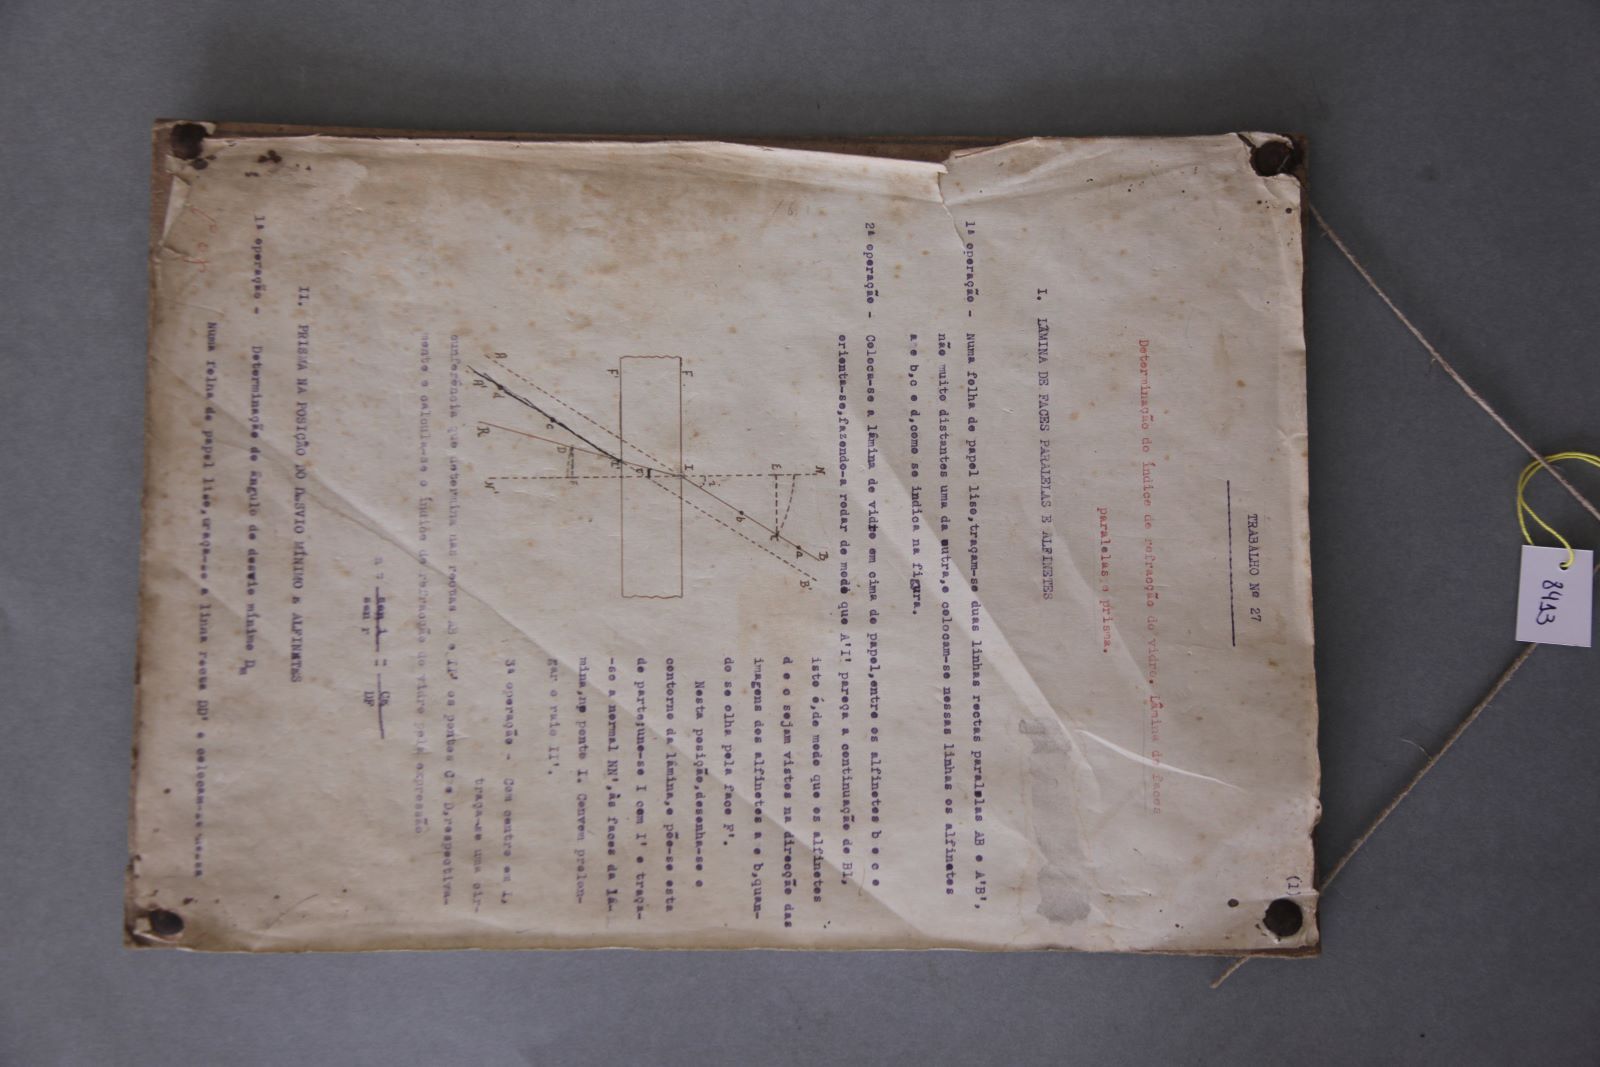 (1)
TRABALHO Nº 27
Determinação do índice de refracção do vidro. Lâmina de faces
paralelas e prisma.
I. LÂMINA DE FACES PARALELAS E ALFINETES
1ª operação - Numa folha de papel liso,traçam-se duas linhas rectas paralelas AB e A'B',
não muito distantes uma da outra,e colocam-se nessas linhas os alfinetes
a e b,c e d,como se indica na figura.
2ª operação - Coloca-se a lâmina de vidro em cima do papel,entre os alfinetes b e c e
orienta-se,fazendo-a rodar de modo que A'I' pareça a continuação de BI,
isto é,de modo que os alfinetes
d e c sejam vistos na direcção das
imagens dos alfinetes a e b,quan-
do se olha pela face F'.
Nesta posição,desenha-se o
contorno da lâmina,e põe-se esta
de parte;une-se I com I' e traça-
-se a normal NN',às faces da lâ-
mina,no ponto I. Convem prolon-
gar o raio II'.
3ª operação - Com centro em I,
traça-se uma cir-
cunferência que determina nas rectas AB e II' os pontos C e D,respectiva-
mente e calcula-se o índice de refracção do vidro pela expressão
n = sen i = CE
sen r DF
N
B
B'
a
C
E
b
i
I
F
F'
I'
F
D
c
d
A
A'
R
N'
II. PRISMA NA POSIÇÃO DO DESVIO MÍNIMO E ALFINETES
1ª operação - Determinação do ângulo de desvio mínimo Dm
Numa folha de papel liso,traça-se a linha recta DD' e colocam-se nessa
8413